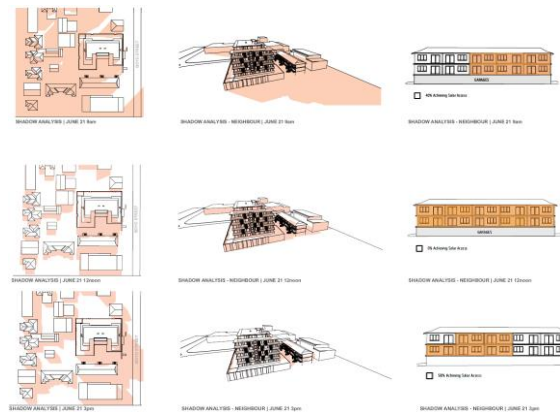 GARAGES
40% Achieving Solar Access
SHADOW ANALYSIS | JUNE 21 9am
SHADOW ANALYSIS - NEIGHBOUR | JUNE 21 9am
SHADOW ANALYSIS - NEIGHBOUR | JUNE 21 9am
GARAGES
0% Achieving Solar Access
SHADOW ANALYSIS | JUNE 21 12noon
SHADOW ANALYSIS - NEIGHBOUR | JUNE 21 12noon
SHADOW ANALYSIS - NEIGHBOUR | JUNE 21 12noon
50% Achieving Solar Access
SHADOW ANALYSIS | JUNE 21 3pm
SHADOW ANALYSIS - NEIGHBOUR | JUNE 21 3pm
SHADOW ANALYSIS - NEIGHBOUR | JUNE 21 3pm